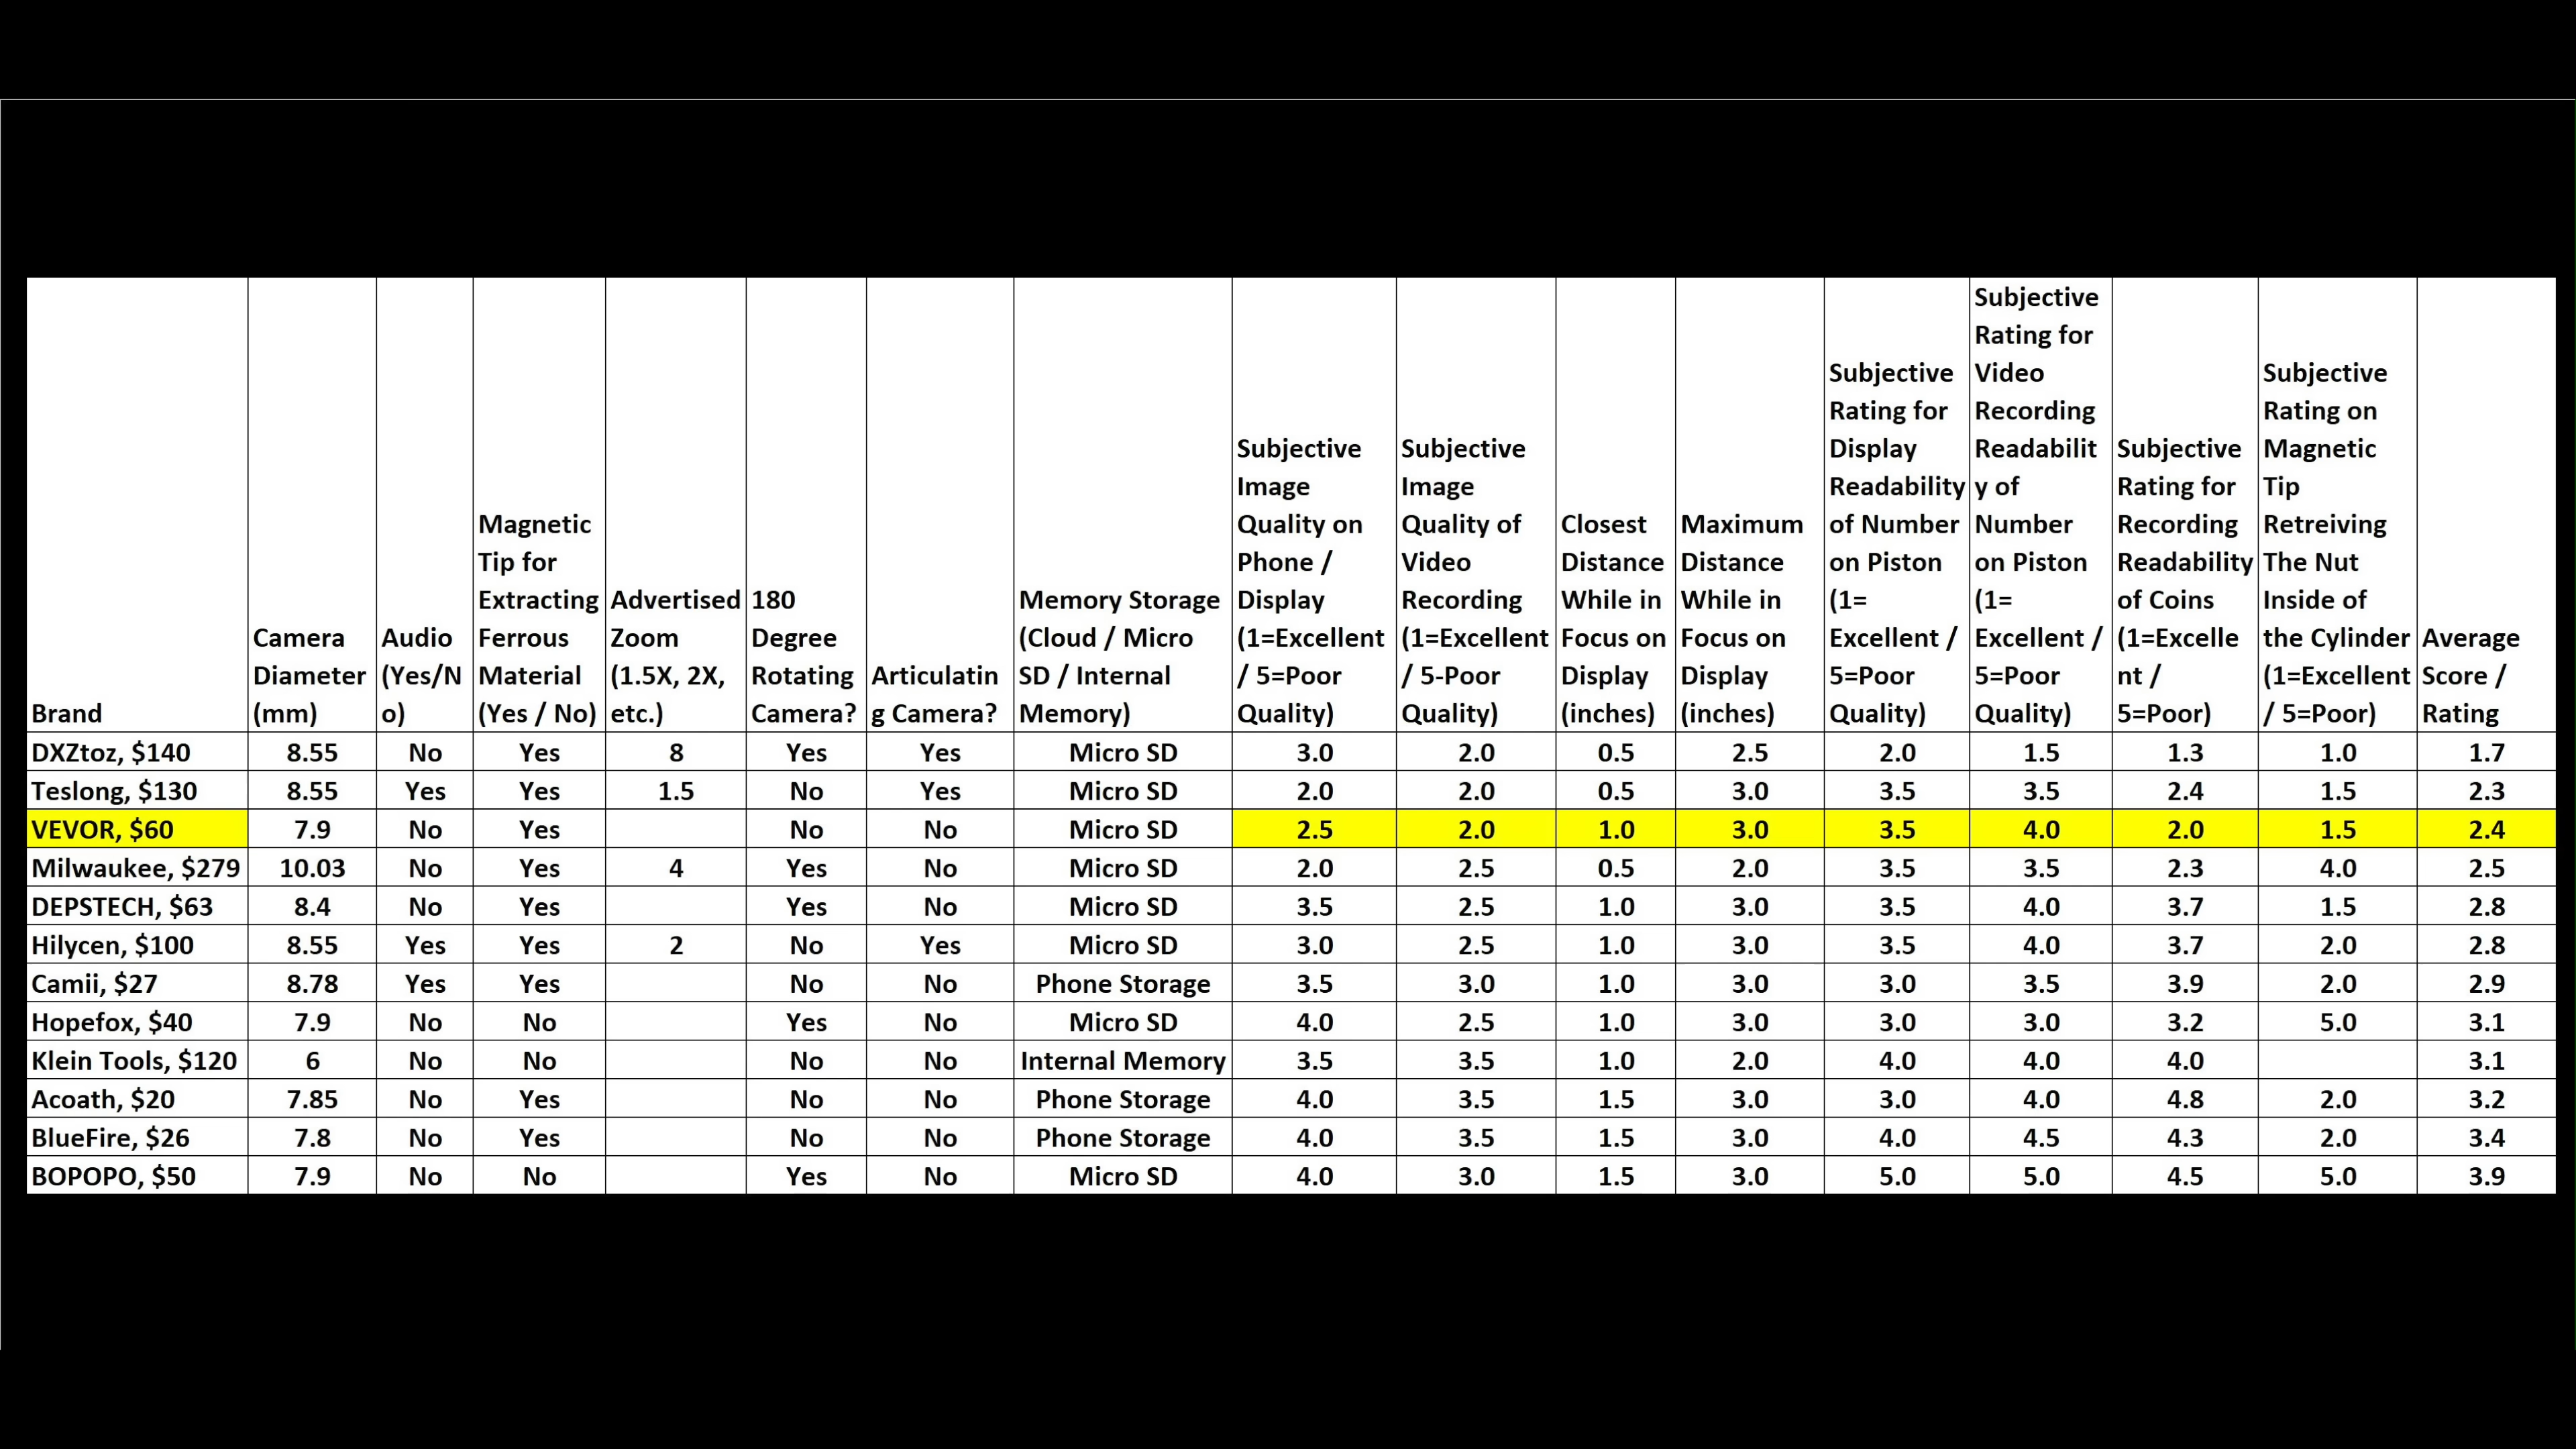 Brand
Camera
Diameter
(mm)
Audio
(Yes/N
o)
Magnetic
Tip for
Extracting
Ferrous
Material
(Yes / No)
Advertised
Zoom
(1.5X, 2X,
etc.)
180
Degree
Rotating
Camera?
Articulatin
g Camera?
Memory Storage
(Cloud / Micro
SD / Internal
Memory)
Subjective
Image
Quality on
Phone /
Display
(1=Excellent
/ 5=Poor
Quality)
Subjective
Image
Quality of
Video
Recording
(1=Excellent
/ 5-Poor
Quality)
Closest
Distance
While in
Focus on
Display
(inches)
Maximum
Distance
While in
Focus on
Display
(inches)
Subjective
Rating for
Display
Readability
of Number
on Piston
(1=
Excellent /
5=Poor
Quality)
Subjective
Rating for
Video
Recording
Readabilit
y of
Number
on Piston
(1=
Excellent /
5=Poor
Quality)
Subjective
Rating for
Recording
Readability
of Coins
(1=Excelle
nt /
5=Poor)
Subjective
Rating on
Magnetic
Tip
Retreiving
The Nut
Inside of
the Cylinder
(1=Excellent
/ 5=Poor)
Average
Score /
Rating
DXZtoz, $140 8.55 No Yes 8 Yes Yes Micro SD 3.0 2.0 0.5 2.5 2.0 1.5 1.3 1.0 1.7
Teslong, $130 8.55 Yes Yes 1.5 No Yes Micro SD 2.0 2.0 0.5 3.0 3.5 3.5 2.4 1.5 2.3
VEVOR, $60 7.9 No Yes No No Micro SD 2.5 2.0 1.0 3.0 3.5 4.0 2.0 1.5 2.4
Milwaukee, $279 10.03 No Yes 4 Yes No Micro SD 2.0 2.5 0.5 2.0 3.5 3.5 2.3 4.0 2.5
DEPSTECH, $63 8.4 No Yes Yes No Micro SD 3.5 2.5 1.0 3.0 3.5 4.0 3.7 1.5 2.8
Hilycen, $100 8.55 Yes Yes 2 No Yes Micro SD 3.0 2.5 1.0 3.0 3.5 4.0 3.7 2.0 2.8
Camii, $27 8.78 Yes Yes No No Phone Storage 3.5 3.0 1.0 3.0 3.0 3.5 3.9 2.0 2.9
Hopefox, $40 7.9 No No Yes No Micro SD 4.0 2.5 1.0 3.0 3.0 3.0 3.2 5.0 3.1
Klein Tools, $120 6 No No No No Internal Memory 3.5 3.5 1.0 2.0 4.0 4.0 4.0 3.1
Acoath, $20 7.85 No Yes No No Phone Storage 4.0 3.5 1.5 3.0 3.0 4.0 4.8 2.0 3.2
BlueFire, $26 7.8 No Yes No No Phone Storage 4.0 3.5 1.5 3.0 4.0 4.5 4.3 2.0 3.4
BOPOPO, $50 7.9 No No Yes No Micro SD 4.0 3.0 1.5 3.0 5.0 5.0 4.5 5.0 3.9